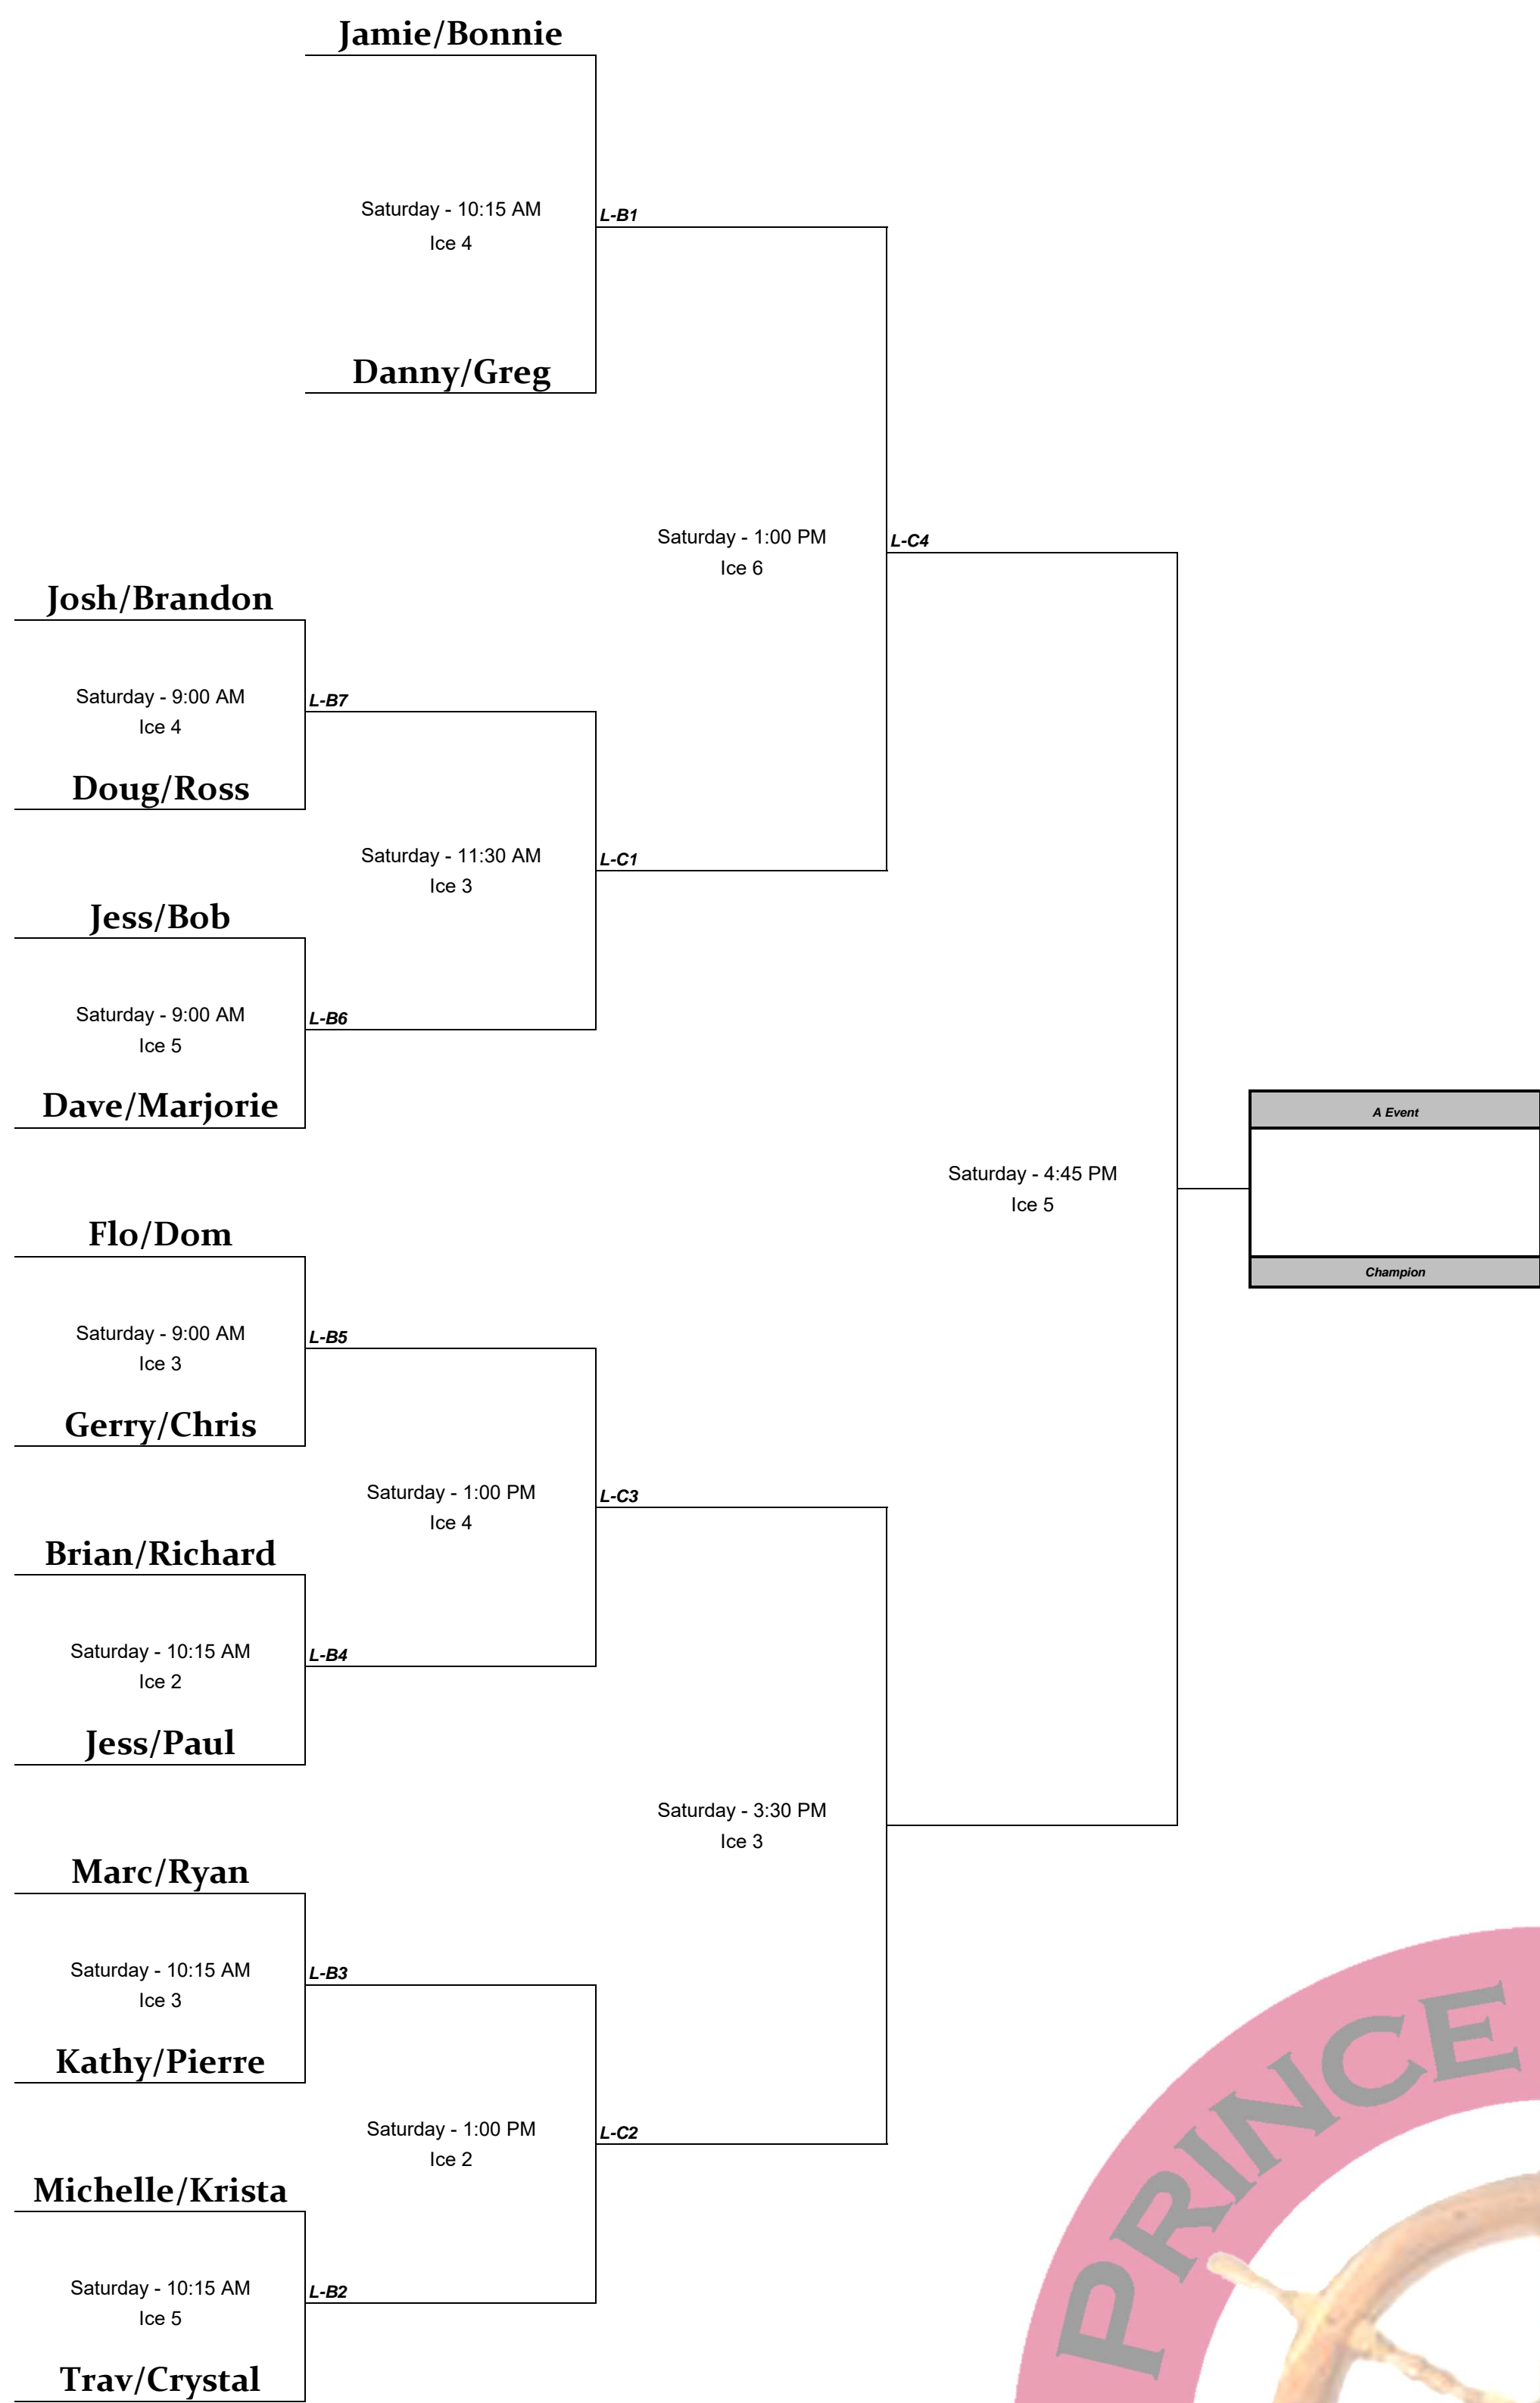 Jamie/Bonnie
Saturday - 10:15 AM
Ice 4
L-B1
Danny/Greg
Saturday - 1:00 PM
Ice 6
L-C4
Josh/Brandon
Saturday - 9:00 AM
Ice 4
L-B7
Doug/Ross
Saturday - 11:30 AM
Ice 3
L-C1
Jess/Bob
Saturday - 9:00 AM
Ice 5
L-B6
Dave/Marjorie
A Event
Saturday - 4:45 PM
Ice 5
Champion
Flo/Dom
Saturday - 9:00 AM
Ice 3
L-B5
Gerry/Chris
Saturday - 1:00 PM
Ice 4
L-C3
Brian/Richard
Saturday - 10:15 AM
Ice 2
L-B4
Jess/Paul
Saturday - 3:30 PM
Ice 3
Marc/Ryan
Saturday - 10:15 AM
Ice 3
L-B3
Kathy/Pierre
Saturday - 1:00 PM
Ice 2
L-C2
Michelle/Krista
Saturday - 10:15 AM
Ice 5
L-B2
Trav/Crystal
PRINCE